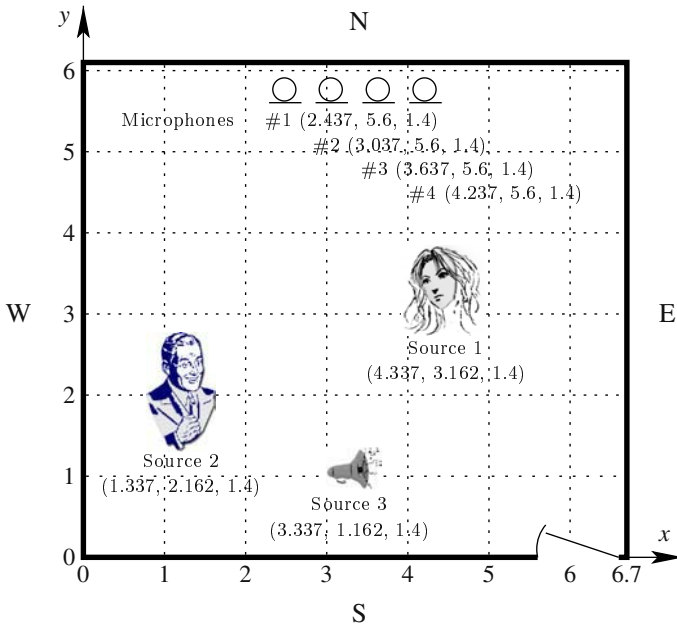 y
N
6
Microphones #1 (2.437, 5.6, 1.4)
#2 (3.037, 5.6, 1.4)
5
#3 (3.637, 5.6, 1.4)
#4 (4.237, 5.6, 1.4)
4
W
3
E
Source 1
(4.337, 3.162, 1.4)
2
Source 2
(1.337, 2.162, 1.4)
1
Source 3
(3.337, 1.162, 1.4)
x
0
0 1 2 3 4 5 6 6.7
S